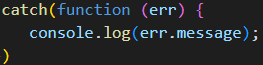 catch(function (err) {
   console.log(err.message);
)